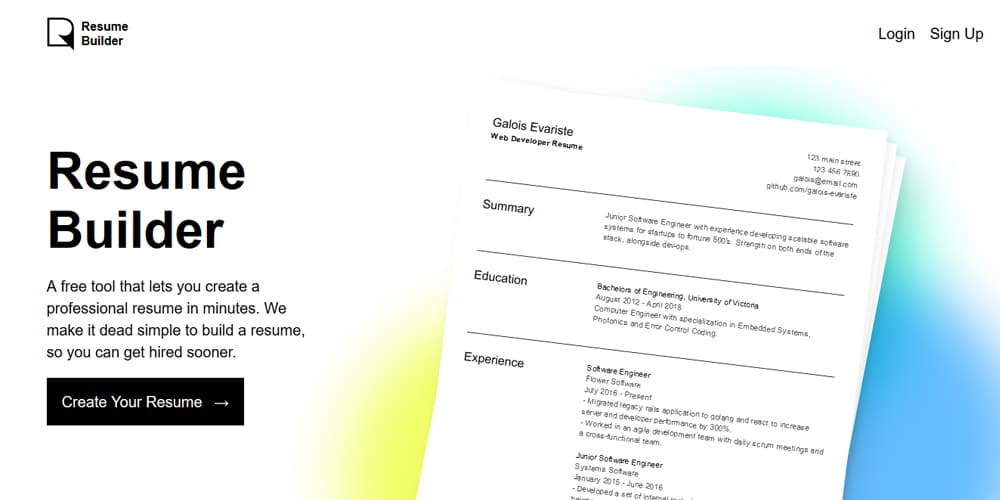 Resume
Builder
Login Sign Up
Resume
Builder
A free tool that lets you create a
professional resume in minutes. We
make it dead simple to build a resume,
so you can get hired sooner.
Create Your Resume →
Galois Evariste
Web Developer Resume
123 main street
123 456 7890
galois@email.com
github.com/galois-evariste
Summary
Junior Software Engineer with experience developing scalable software
systems for startups to fortune 500's. Strength on both ends of the
stack, alongside dev-ops.
Education
Bachelors of Engineering, University of Victoria
August 2012 - April 2018
Computer Engineer with specialization in Embedded Systems,
Photonics and Error Control Coding.
Experience
Software Engineer
Flower Software
July 2016 - Present
- Migrated legacy rails application to golang and react to increase
server and developer performance by 300%.
- Worked in an agile development team with daily scrum meetings and
a cross-functional team.
Junior Software Engineer
Systems Software
January 2015 - June 2016
- Developed a set of internal